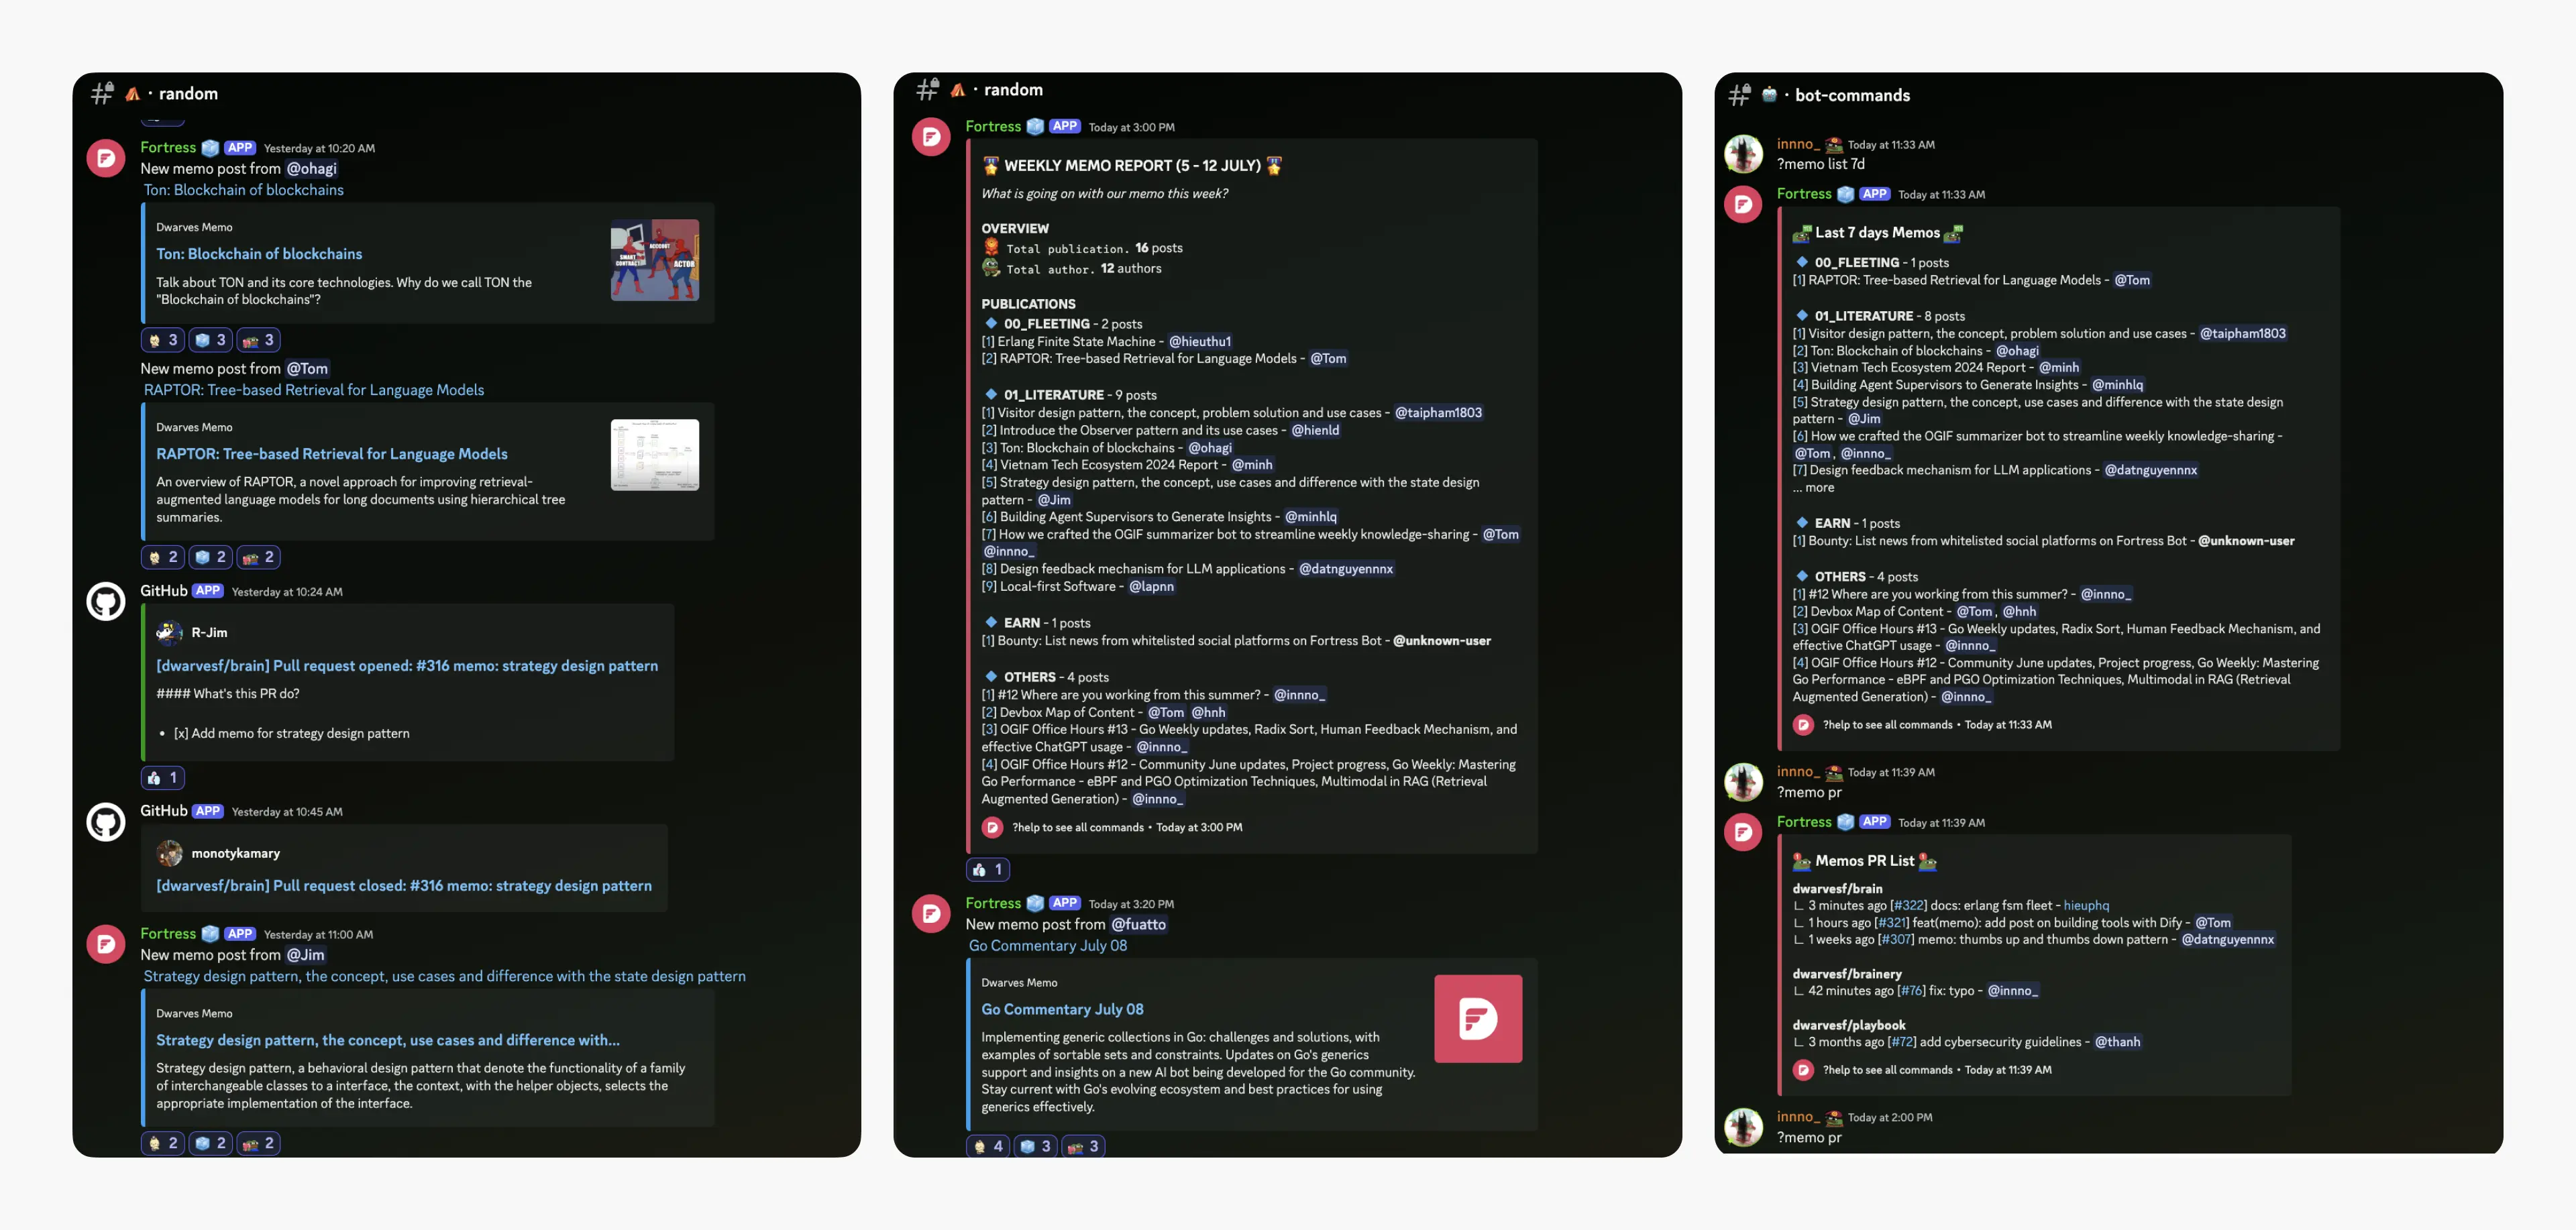 · random
Fortress APP Yesterday at 10:20 AM
New memo post from @ohagi
Ton: Blockchain of blockchains
Dwarves Memo
Ton: Blockchain of blockchains
Talk about TON and its core technologies. Why do we call TON the
"Blockchain of blockchains"?
SMART CONTRACT
ACCOUNT
ACTOR
3 3 3
New memo post from @Tom
RAPTOR: Tree-based Retrieval for Language Models
Dwarves Memo
RAPTOR: Tree-based Retrieval for Language Models
An overview of RAPTOR, a novel approach for improving retrieval-
augmented language models for long documents using hierarchical tree
summaries.
2 2 2
GitHub APP Yesterday at 10:24 AM
R-Jim
[dwarvesf/brain] Pull request opened: #316 memo: strategy design pattern
#### What's this PR do?
• [x] Add memo for strategy design pattern
1
GitHub APP Yesterday at 10:45 AM
monotykamary
[dwarvesf/brain] Pull request closed: #316 memo: strategy design pattern
Fortress APP Yesterday at 11:00 AM
New memo post from @Jim
Strategy design pattern, the concept, use cases and difference with the state design pattern
Dwarves Memo
Strategy design pattern, the concept, use cases and difference with...
Strategy design pattern, a behavioral design pattern that denote the functionality of a family
of interchangeable classes to a interface, the context, with the helper objects, selects the
appropriate implementation of the interface.
2 2 2
· random
Fortress APP Today at 3:00 PM
WEEKLY MEMO REPORT (5 - 12 JULY)
What is going on with our memo this week?
OVERVIEW
Total publication. 16 posts
Total author. 12 authors
PUBLICATIONS
00_FLEETING - 2 posts
[1] Erlang Finite State Machine - @hieuthu1
[2] RAPTOR: Tree-based Retrieval for Language Models - @Tom
01_LITERATURE - 9 posts
[1] Visitor design pattern, the concept, problem solution and use cases - @taipham1803
[2] Introduce the Observer pattern and its use cases - @hienld
[3] Ton: Blockchain of blockchains - @ohagi
[4] Vietnam Tech Ecosystem 2024 Report - @minh
[5] Strategy design pattern, the concept, use cases and difference with the state design
pattern - @Jim
[6] Building Agent Supervisors to Generate Insights - @minhlq
[7] How we crafted the OGIF summarizer bot to streamline weekly knowledge-sharing - @Tom
@innno_
[8] Design feedback mechanism for LLM applications - @datnguyennnx
[9] Local-first Software - @lapnn
EARN - 1 posts
[1] Bounty: List news from whitelisted social platforms on Fortress Bot - @unknown-user
OTHERS - 4 posts
[1] #12 Where are you working from this summer? - @innno_
[2] Devbox Map of Content - @Tom @hnh
[3] OGIF Office Hours #13 - Go Weekly updates, Radix Sort, Human Feedback Mechanism, and
effective ChatGPT usage - @innno_
[4] OGIF Office Hours #12 - Community June updates, Project progress, Go Weekly: Mastering
Go Performance - eBPF and PGO Optimization Techniques, Multimodal in RAG (Retrieval
Augmented Generation) - @innno_
?help to see all commands • Today at 3:00 PM
1
Fortress APP Today at 3:20 PM
New memo post from @fuatto
Go Commentary July 08
Dwarves Memo
Go Commentary July 08
Implementing generic collections in Go: challenges and solutions, with
examples of sortable sets and constraints. Updates on Go's generics
support and insights on a new AI bot being developed for the Go community.
Stay current with Go's evolving ecosystem and best practices for using
generics effectively.
4 3 3
· bot-commands
innno_ Today at 11:33 AM
?memo list 7d
Fortress APP Today at 11:33 AM
Last 7 days Memos
00_FLEETING - 1 posts
[1] RAPTOR: Tree-based Retrieval for Language Models - @Tom
01_LITERATURE - 8 posts
[1] Visitor design pattern, the concept, problem solution and use cases - @taipham1803
[2] Ton: Blockchain of blockchains - @ohagi
[3] Vietnam Tech Ecosystem 2024 Report - @minh
[4] Building Agent Supervisors to Generate Insights - @minhlq
[5] Strategy design pattern, the concept, use cases and difference with the state design
pattern - @Jim
[6] How we crafted the OGIF summarizer bot to streamline weekly knowledge-sharing -
@Tom, @innno_
[7] Design feedback mechanism for LLM applications - @datnguyennnx
... more
EARN - 1 posts
[1] Bounty: List news from whitelisted social platforms on Fortress Bot - @unknown-user
OTHERS - 4 posts
[1] #12 Where are you working from this summer? - @innno_
[2] Devbox Map of Content - @Tom, @hnh
[3] OGIF Office Hours #13 - Go Weekly updates, Radix Sort, Human Feedback Mechanism, and
effective ChatGPT usage - @innno_
[4] OGIF Office Hours #12 - Community June updates, Project progress, Go Weekly: Mastering
Go Performance - eBPF and PGO Optimization Techniques, Multimodal in RAG (Retrieval
Augmented Generation) - @innno_
?help to see all commands • Today at 11:33 AM
innno_ Today at 11:39 AM
?memo pr
Fortress APP Today at 11:39 AM
Memos PR List
dwarvesf/brain
∟ 3 minutes ago [#322] docs: erlang fsm fleet - hieuphq
∟ 1 hours ago [#321] feat(memo): add post on building tools with Dify - @Tom
∟ 1 weeks ago [#307] memo: thumbs up and thumbs down pattern - @datnguyennnx
dwarvesf/brainery
∟ 42 minutes ago [#76] fix: typo - @innno_
dwarvesf/playbook
∟ 3 months ago [#72] add cybersecurity guidelines - @thanh
?help to see all commands • Today at 11:39 AM
innno_ Today at 2:00 PM
?memo pr